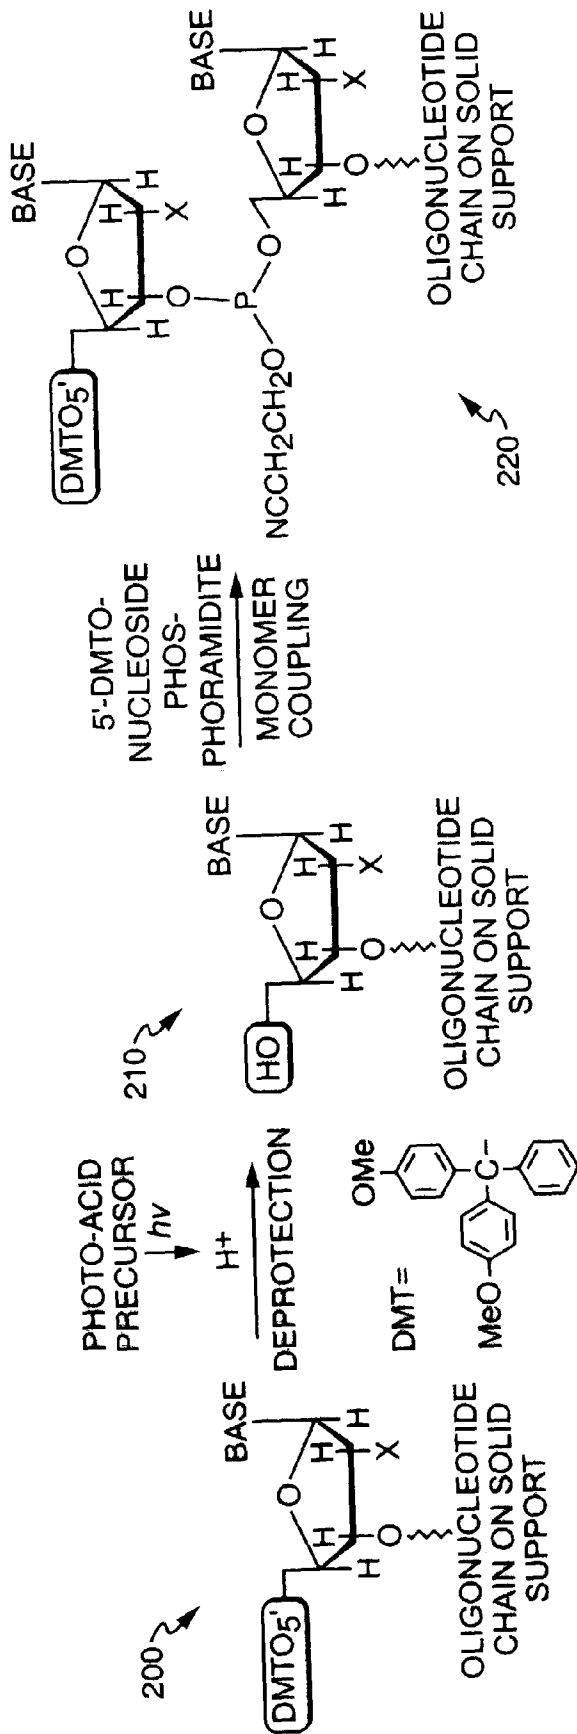 200
DMTO5'
O
BASE
H
H
H
X
H
O
OLIGONUCLEOTIDE
CHAIN ON SOLID
SUPPORT
PHOTO-ACID
PRECURSOR
hν
H+
DEPROTECTION
DMT=
OMe
MeO
C
210
HO
O
BASE
H
H
H
X
H
O
OLIGONUCLEOTIDE
CHAIN ON SOLID
SUPPORT
5'-DMTO-
NUCLEOSIDE
PHOS-
PHORAMIDITE
MONOMER
COUPLING
DMTO5'
O
BASE
H
H
H
X
H
O
P
O
NCCH2CH2O
O
BASE
H
H
H
X
H
O
OLIGONUCLEOTIDE
CHAIN ON SOLID
SUPPORT
220